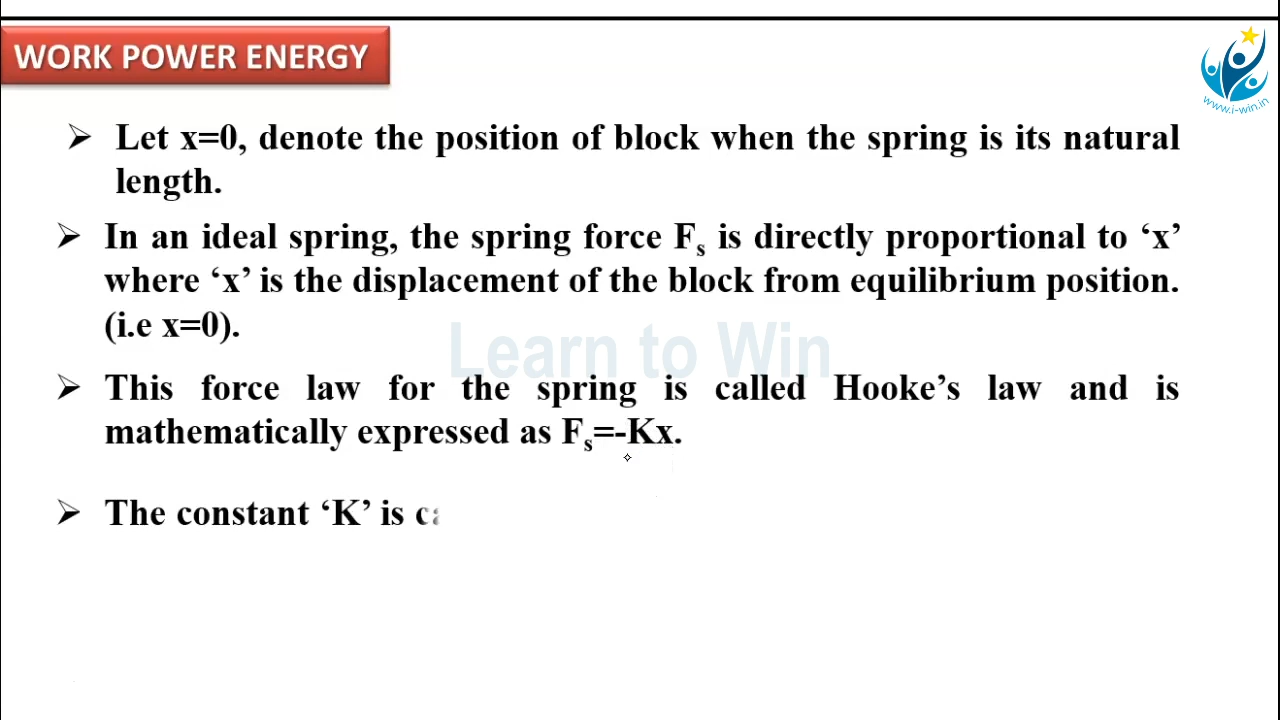 WORK POWER ENERGY
www.i-win.in
➢ Let x=0, denote the position of block when the spring is its natural
length.
➢ In an ideal spring, the spring force Fs is directly proportional to ‘x’
where ‘x’ is the displacement of the block from equilibrium position.
(i.e x=0).
Learn to Win
➢ This force law for the spring is called Hooke’s law and is
mathematically expressed as Fs=-Kx.
➢ The constant ‘K’ is